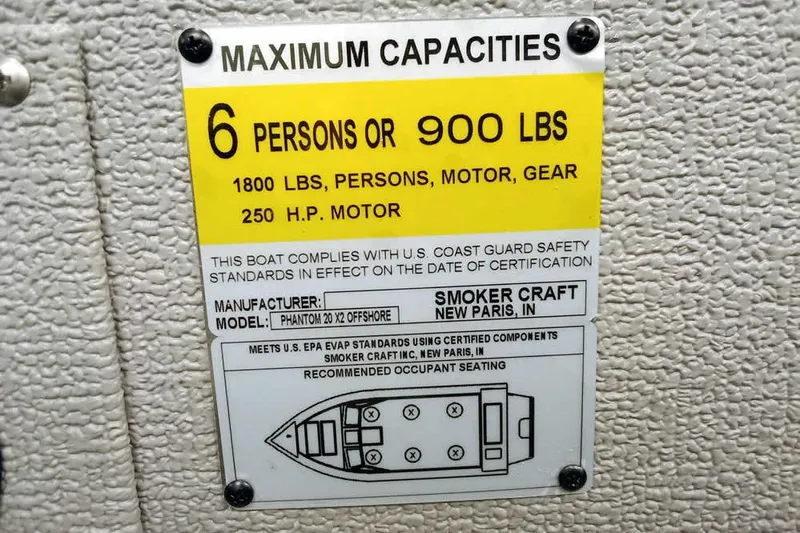 MAXIMUM CAPACITIES
6 PERSONS OR 900 LBS
1800 LBS, PERSONS, MOTOR, GEAR
250 H.P. MOTOR
THIS BOAT COMPLIES WITH U.S. COAST GUARD SAFETY
STANDARDS IN EFFECT ON THE DATE OF CERTIFICATION
MANUFACTURER: SMOKER CRAFT
MODEL: PHANTOM 20 X2 OFFSHORE NEW PARIS, IN
MEETS U.S. EPA EVAP STANDARDS USING CERTIFIED COMPONENTS
SMOKER CRAFT INC, NEW PARIS, IN
RECOMMENDED OCCUPANT SEATING
X X X
X X X